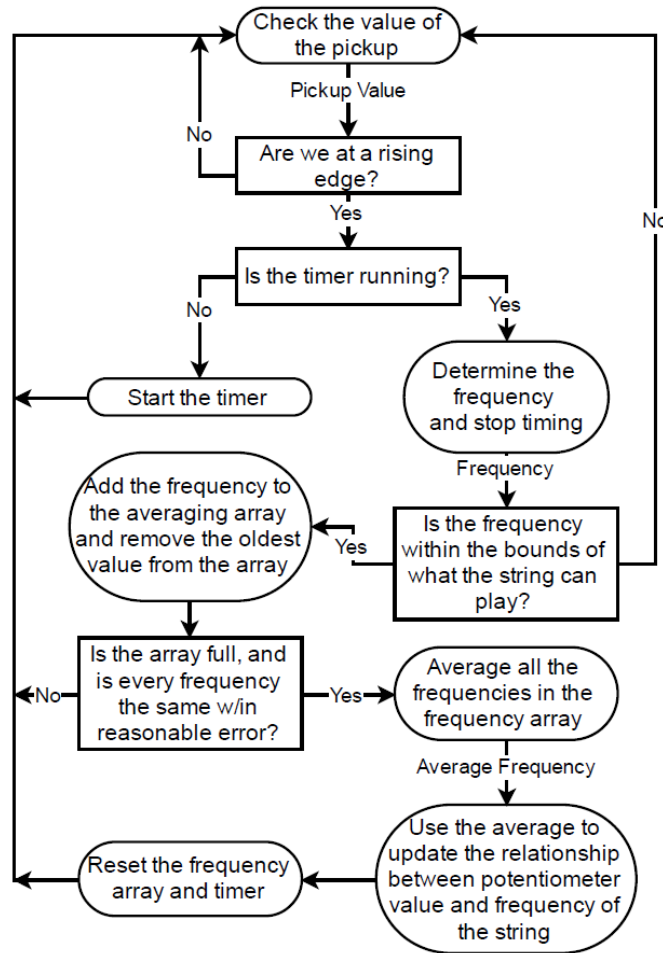 Check the value of
the pickup
Pickup Value
No
Are we at a rising
edge?
Yes
No
Is the timer running?
No
Yes
Start the timer
Determine the
frequency
and stop timing
Frequency
Add the frequency to
the averaging array
and remove the oldest
value from the array
Yes
Is the frequency
within the bounds of
what the string can
play?
Is the array full, and
is every frequency
the same w/in
reasonable error?
No
Yes
Average all the
frequencies in the
frequency array
Average Frequency
Use the average to
update the relationship
between potentiometer
value and frequency of
the string
Reset the frequency
array and timer